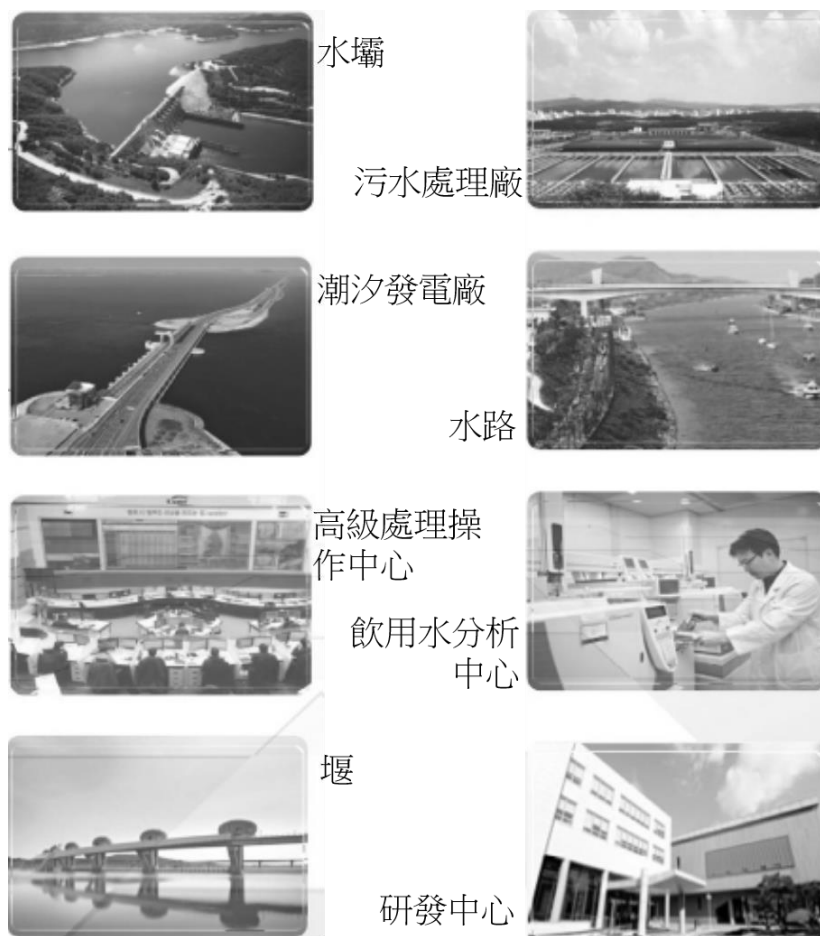 水壩
污水處理廠
潮汐發電廠
水路
高級處理操
作中心
飲用水分析
中心
堰
研發中心